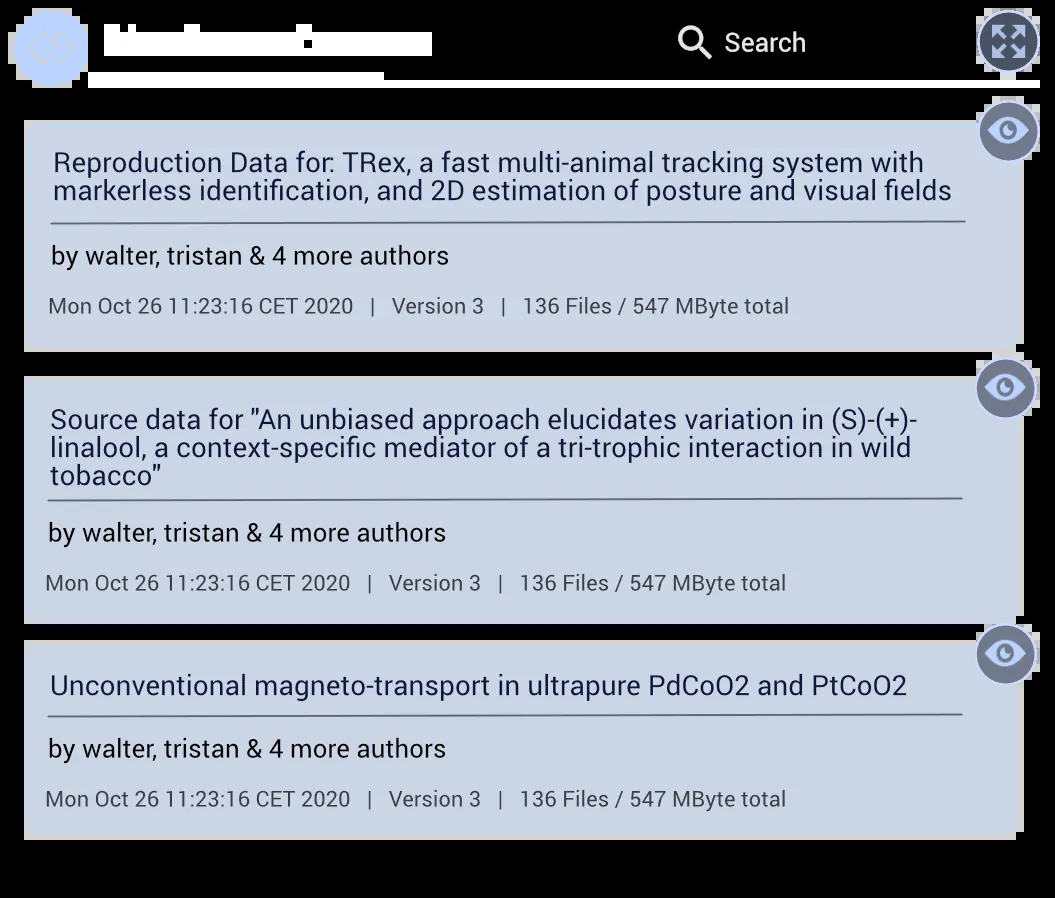 Search
Reproduction Data for: TRex, a fast multi-animal tracking system with
markerless identification, and 2D estimation of posture and visual fields
by walter, tristan & 4 more authors
Mon Oct 26 11:23:16 CET 2020 | Version 3 | 136 Files / 547 MByte total
Source data for "An unbiased approach elucidates variation in (S)-(+)-
linalool, a context-specific mediator of a tri-trophic interaction in wild
tobacco"
by walter, tristan & 4 more authors
Mon Oct 26 11:23:16 CET 2020 | Version 3 | 136 Files / 547 MByte total
Unconventional magneto-transport in ultrapure PdCoO2 and PtCoO2
by walter, tristan & 4 more authors
Mon Oct 26 11:23:16 CET 2020 | Version 3 | 136 Files / 547 MByte total